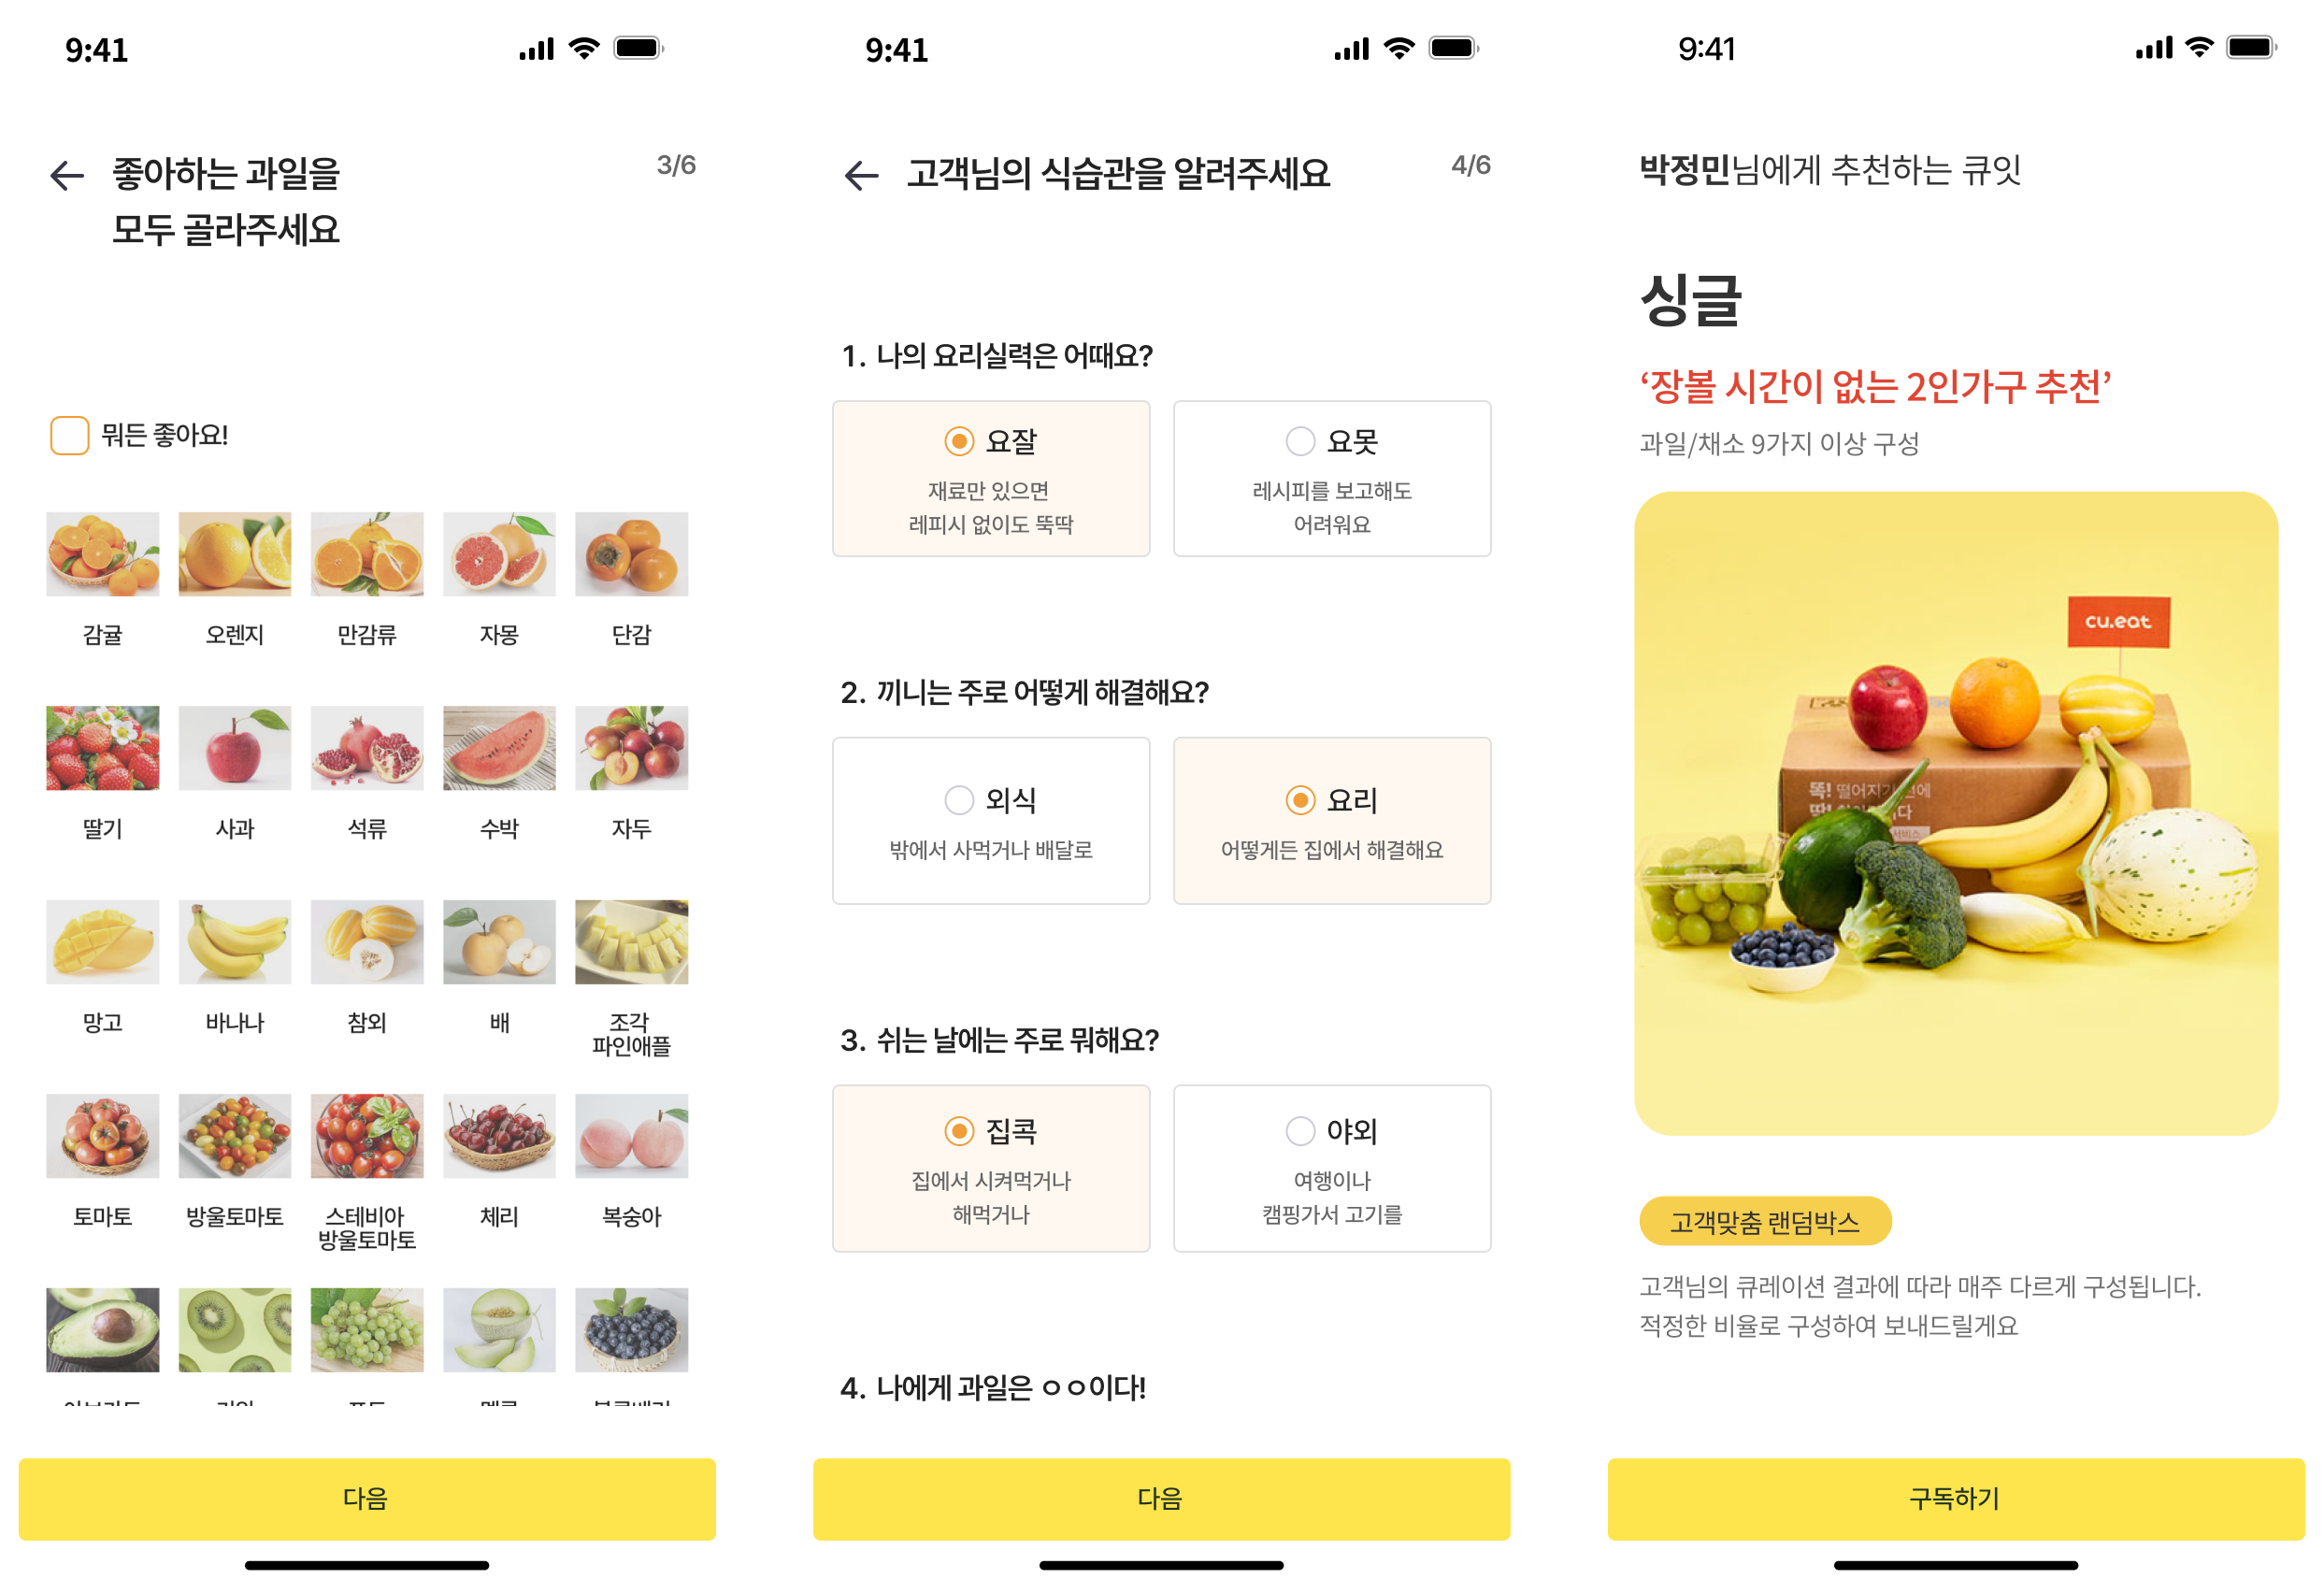 9:41
좋아하는 과일을
모두 골라주세요
3/6
뭐든 좋아요!
감귤 오렌지 만감류 자몽 단감
딸기 사과 석류 수박 자두
망고 바나나 참외 배 조각
파인애플
토마토 방울토마토 스테비아 체리 복숭아
방울토마토
다음
9:41
고객님의 식습관을 알려주세요
4/6
1. 나의 요리실력은 어때요?
요잘
재료만 있으면
레피시 없이도 뚝딱
요못
레시피를 보고해도
어려워요
2. 끼니는 주로 어떻게 해결해요?
외식
밖에서 사먹거나 배달로
요리
어떻게든 집에서 해결해요
3. 쉬는 날에는 주로 뭐해요?
집콕
집에서 시켜먹거나
해먹거나
야외
여행이나
캠핑가서 고기를
4. 나에게 과일은 ㅇㅇ이다!
다음
9:41
박정민님에게 추천하는 큐잇
싱글
‘장볼 시간이 없는 2인가구 추천’
과일/채소 9가지 이상 구성
cu.eat
똑! 떨어지기 전에
고객맞춤 랜덤박스
고객님의 큐레이션 결과에 따라 매주 다르게 구성됩니다.
적정한 비율로 구성하여 보내드릴게요
구독하기